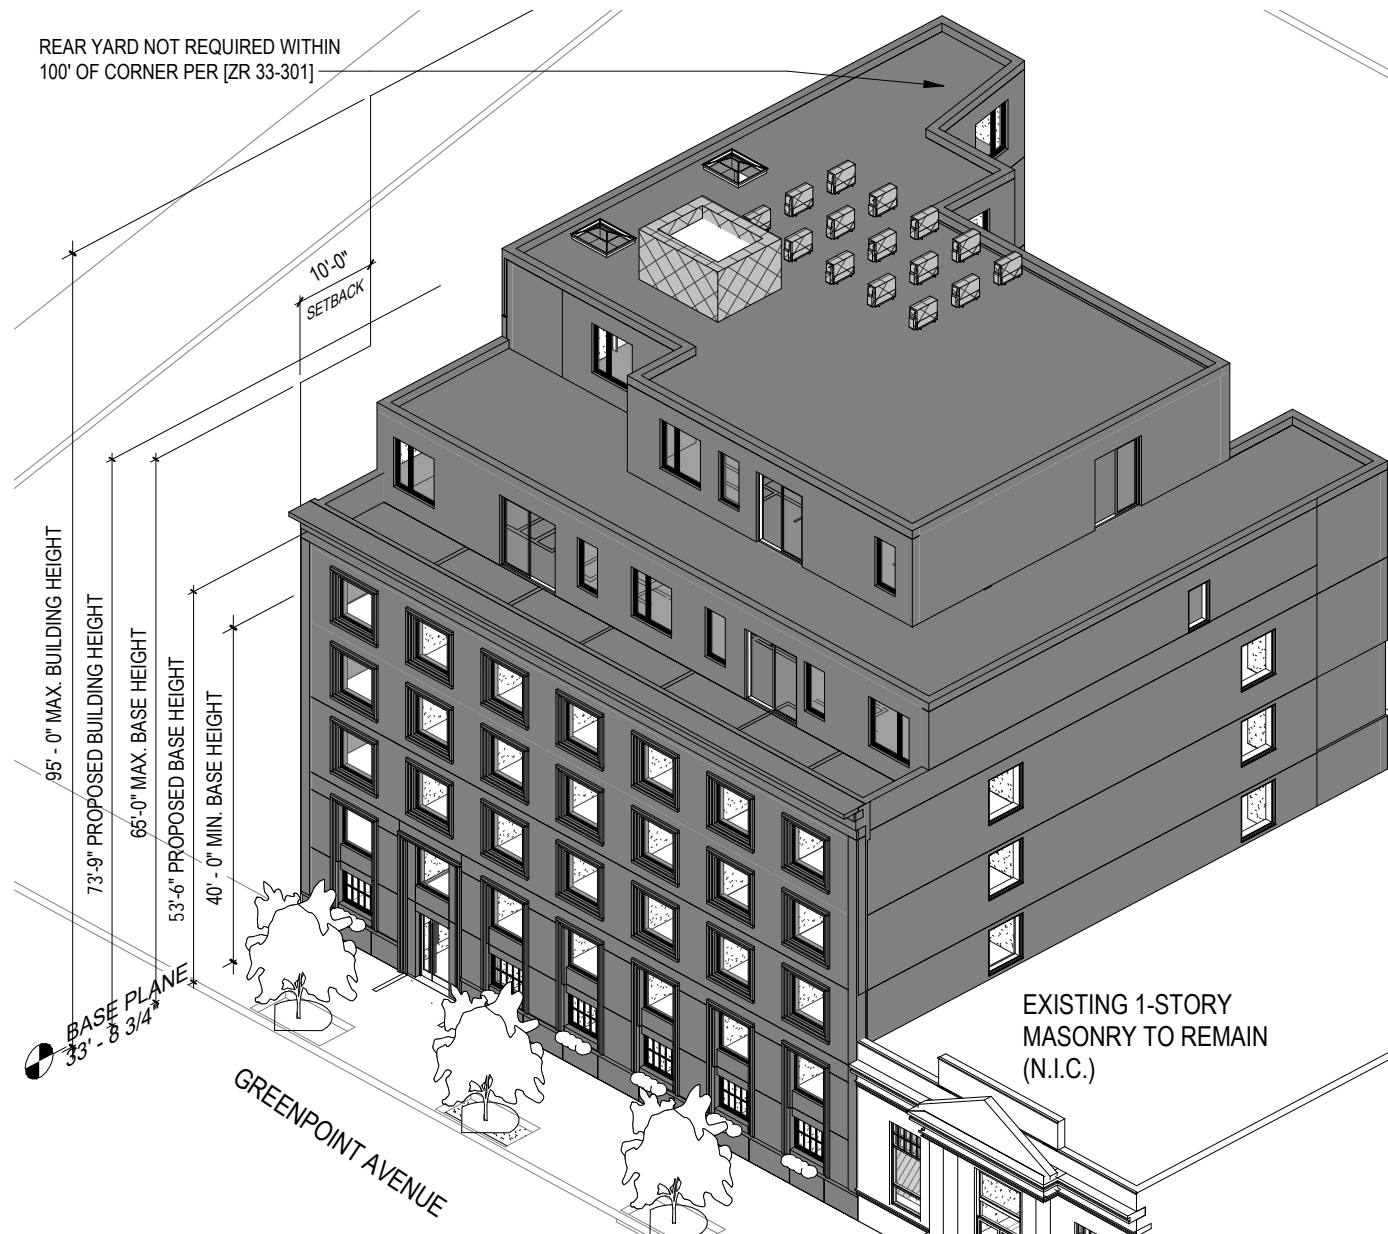 REAR YARD NOT REQUIRED WITHIN
100' OF CORNER PER [ZR 33-301]
10'-0"
SETBACK
95' - 0" MAX. BUILDING HEIGHT
73'-9" PROPOSED BUILDING HEIGHT
65'-0" MAX. BASE HEIGHT
53'-6" PROPOSED BASE HEIGHT
40' - 0" MIN. BASE HEIGHT
BASE PLANE
33' - 8 3/4"
GREENPOINT AVENUE
EXISTING 1-STORY
MASONRY TO REMAIN
(N.I.C.)